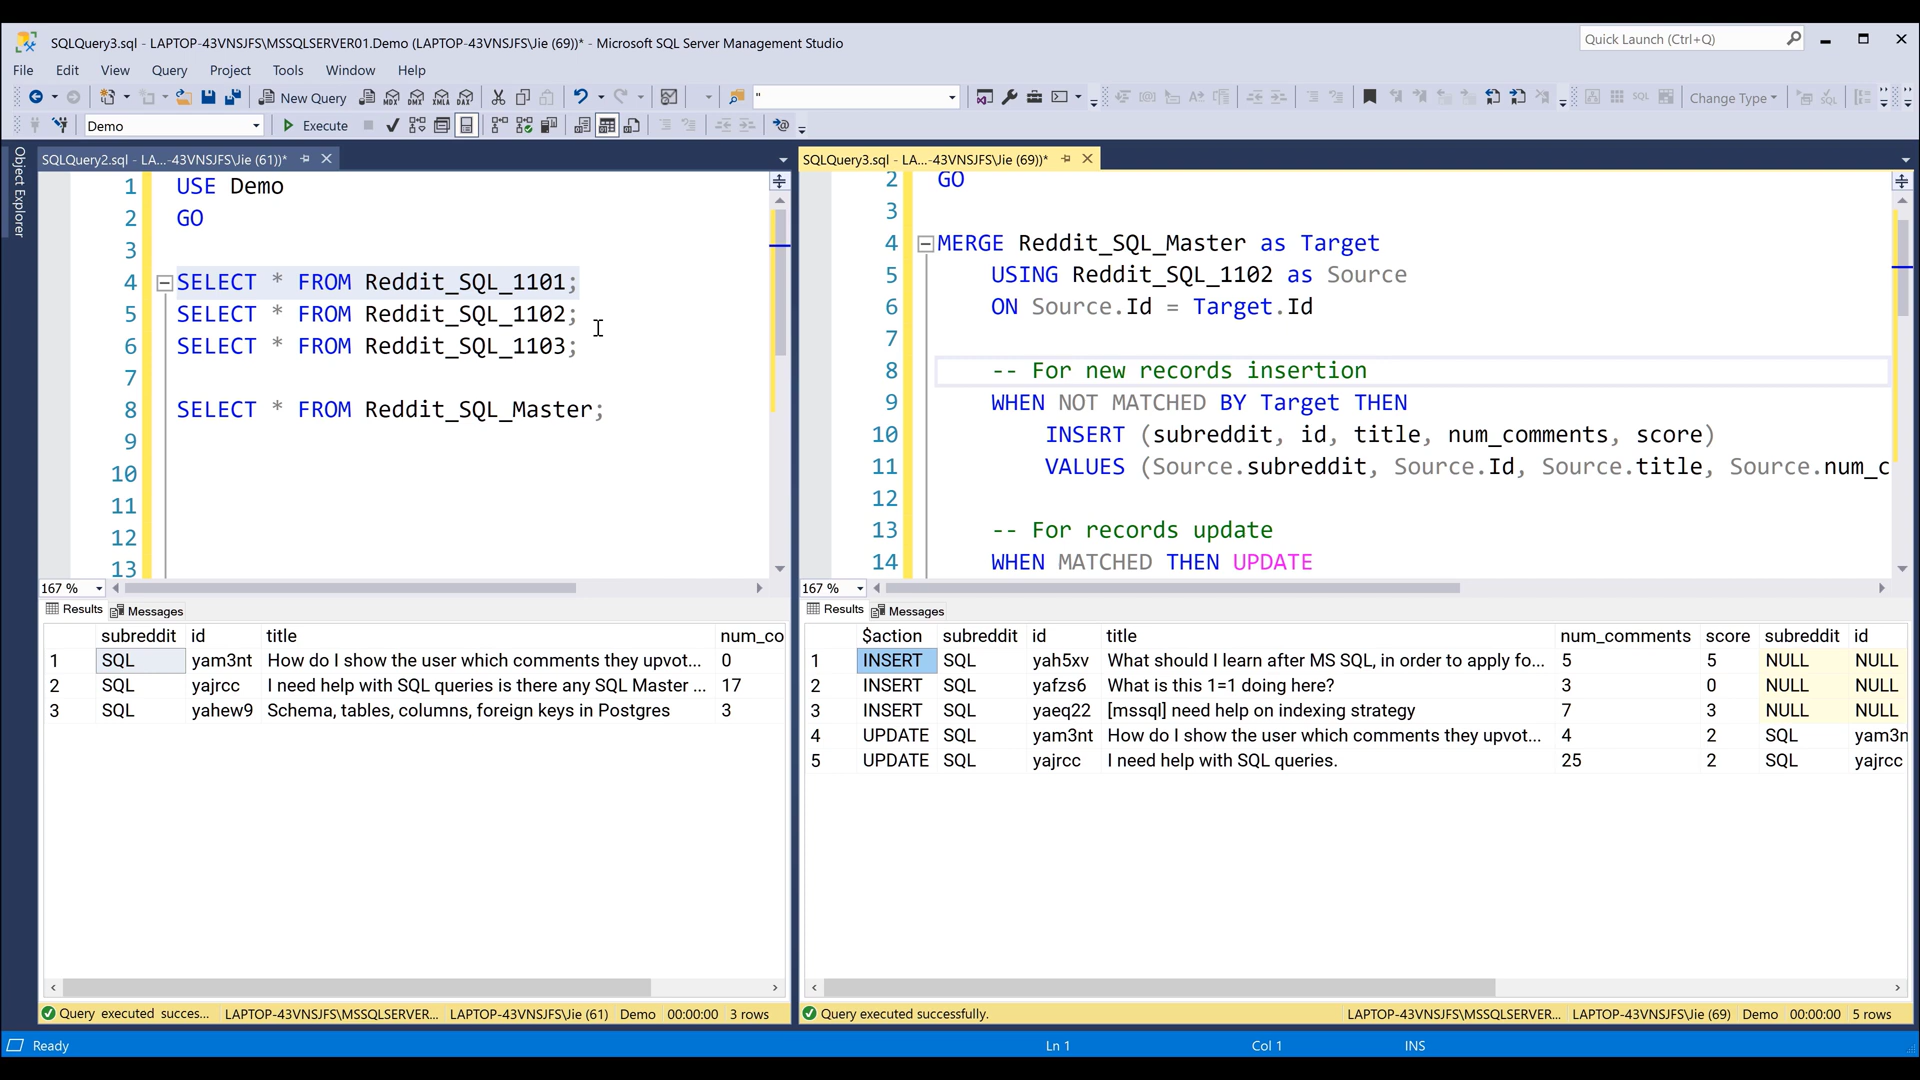 SQLQuery3.sql - LAPTOP-43VNSJFS\MSSQLSERVER01.Demo (LAPTOP-43VNSJFS\Jie (69))* - Microsoft SQL Server Management Studio
Quick Launch (Ctrl+Q)
File Edit View Query Project Tools Window Help
New Query MDX DMX XMLA DAX " Change Type
Demo Execute
Object Explorer
SQLQuery2.sql - LA...-43VNSJFS\Jie (61))*
1 USE Demo
2 GO
3
4 SELECT * FROM Reddit_SQL_1101;
5 SELECT * FROM Reddit_SQL_1102;
6 SELECT * FROM Reddit_SQL_1103;
7
8 SELECT * FROM Reddit_SQL_Master;
9
10
11
12
13
167 %
Results Messages
subreddit id title num_co
1 SQL yam3nt How do I show the user which comments they upvot... 0
2 SQL yajrcc I need help with SQL queries is there any SQL Master ... 17
3 SQL yahew9 Schema, tables, columns, foreign keys in Postgres 3
Query executed succes... LAPTOP-43VNSJFS\MSSQLSERVER... LAPTOP-43VNSJFS\Jie (61) Demo 00:00:00 3 rows
SQLQuery3.sql - LA...-43VNSJFS\Jie (69))*
2 GO
3
4 MERGE Reddit_SQL_Master as Target
5 USING Reddit_SQL_1102 as Source
6 ON Source.Id = Target.Id
7
8 -- For new records insertion
9 WHEN NOT MATCHED BY Target THEN
10 INSERT (subreddit, id, title, num_comments, score)
11 VALUES (Source.subreddit, Source.Id, Source.title, Source.num_c
12
13 -- For records update
14 WHEN MATCHED THEN UPDATE
167 %
Results Messages
$action subreddit id title num_comments score subreddit id
1 INSERT SQL yah5xv What should I learn after MS SQL, in order to apply fo... 5 5 NULL NULL
2 INSERT SQL yafzs6 What is this 1=1 doing here? 3 0 NULL NULL
3 INSERT SQL yaeq22 [mssql] need help on indexing strategy 7 3 NULL NULL
4 UPDATE SQL yam3nt How do I show the user which comments they upvot... 4 2 SQL yam3n
5 UPDATE SQL yajrcc I need help with SQL queries. 25 2 SQL yajrcc
Query executed successfully. LAPTOP-43VNSJFS\MSSQLSERVER... LAPTOP-43VNSJFS\Jie (69) Demo 00:00:00 5 rows
Ready Ln 1 Col 1 INS